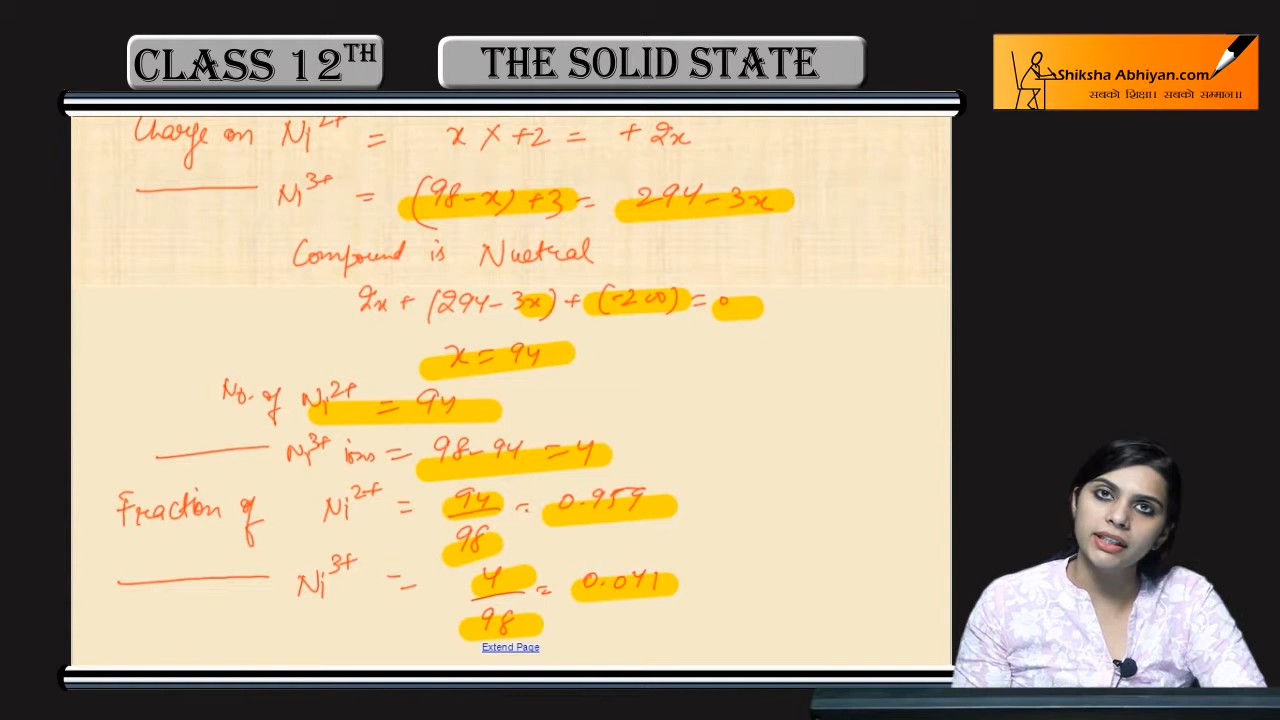 CLASS 12TH
THE SOLID STATE
Shiksha Abhiyan.com
सबको शिक्षा। सबको सम्मान॥
Charge on Ni2+ = x × +2 = + 2x
Ni3+ = (98-x) +3 = 294-3x
Compound is Nuetral
2x + (294-3x) + (-200) = 0
x = 94
No. of Ni2+ = 94
Ni3+ ions = 98-94 = 4
Fraction of Ni2+ = 94/98 = 0.959
Ni3+ = 4/98 = 0.041
Extend Page